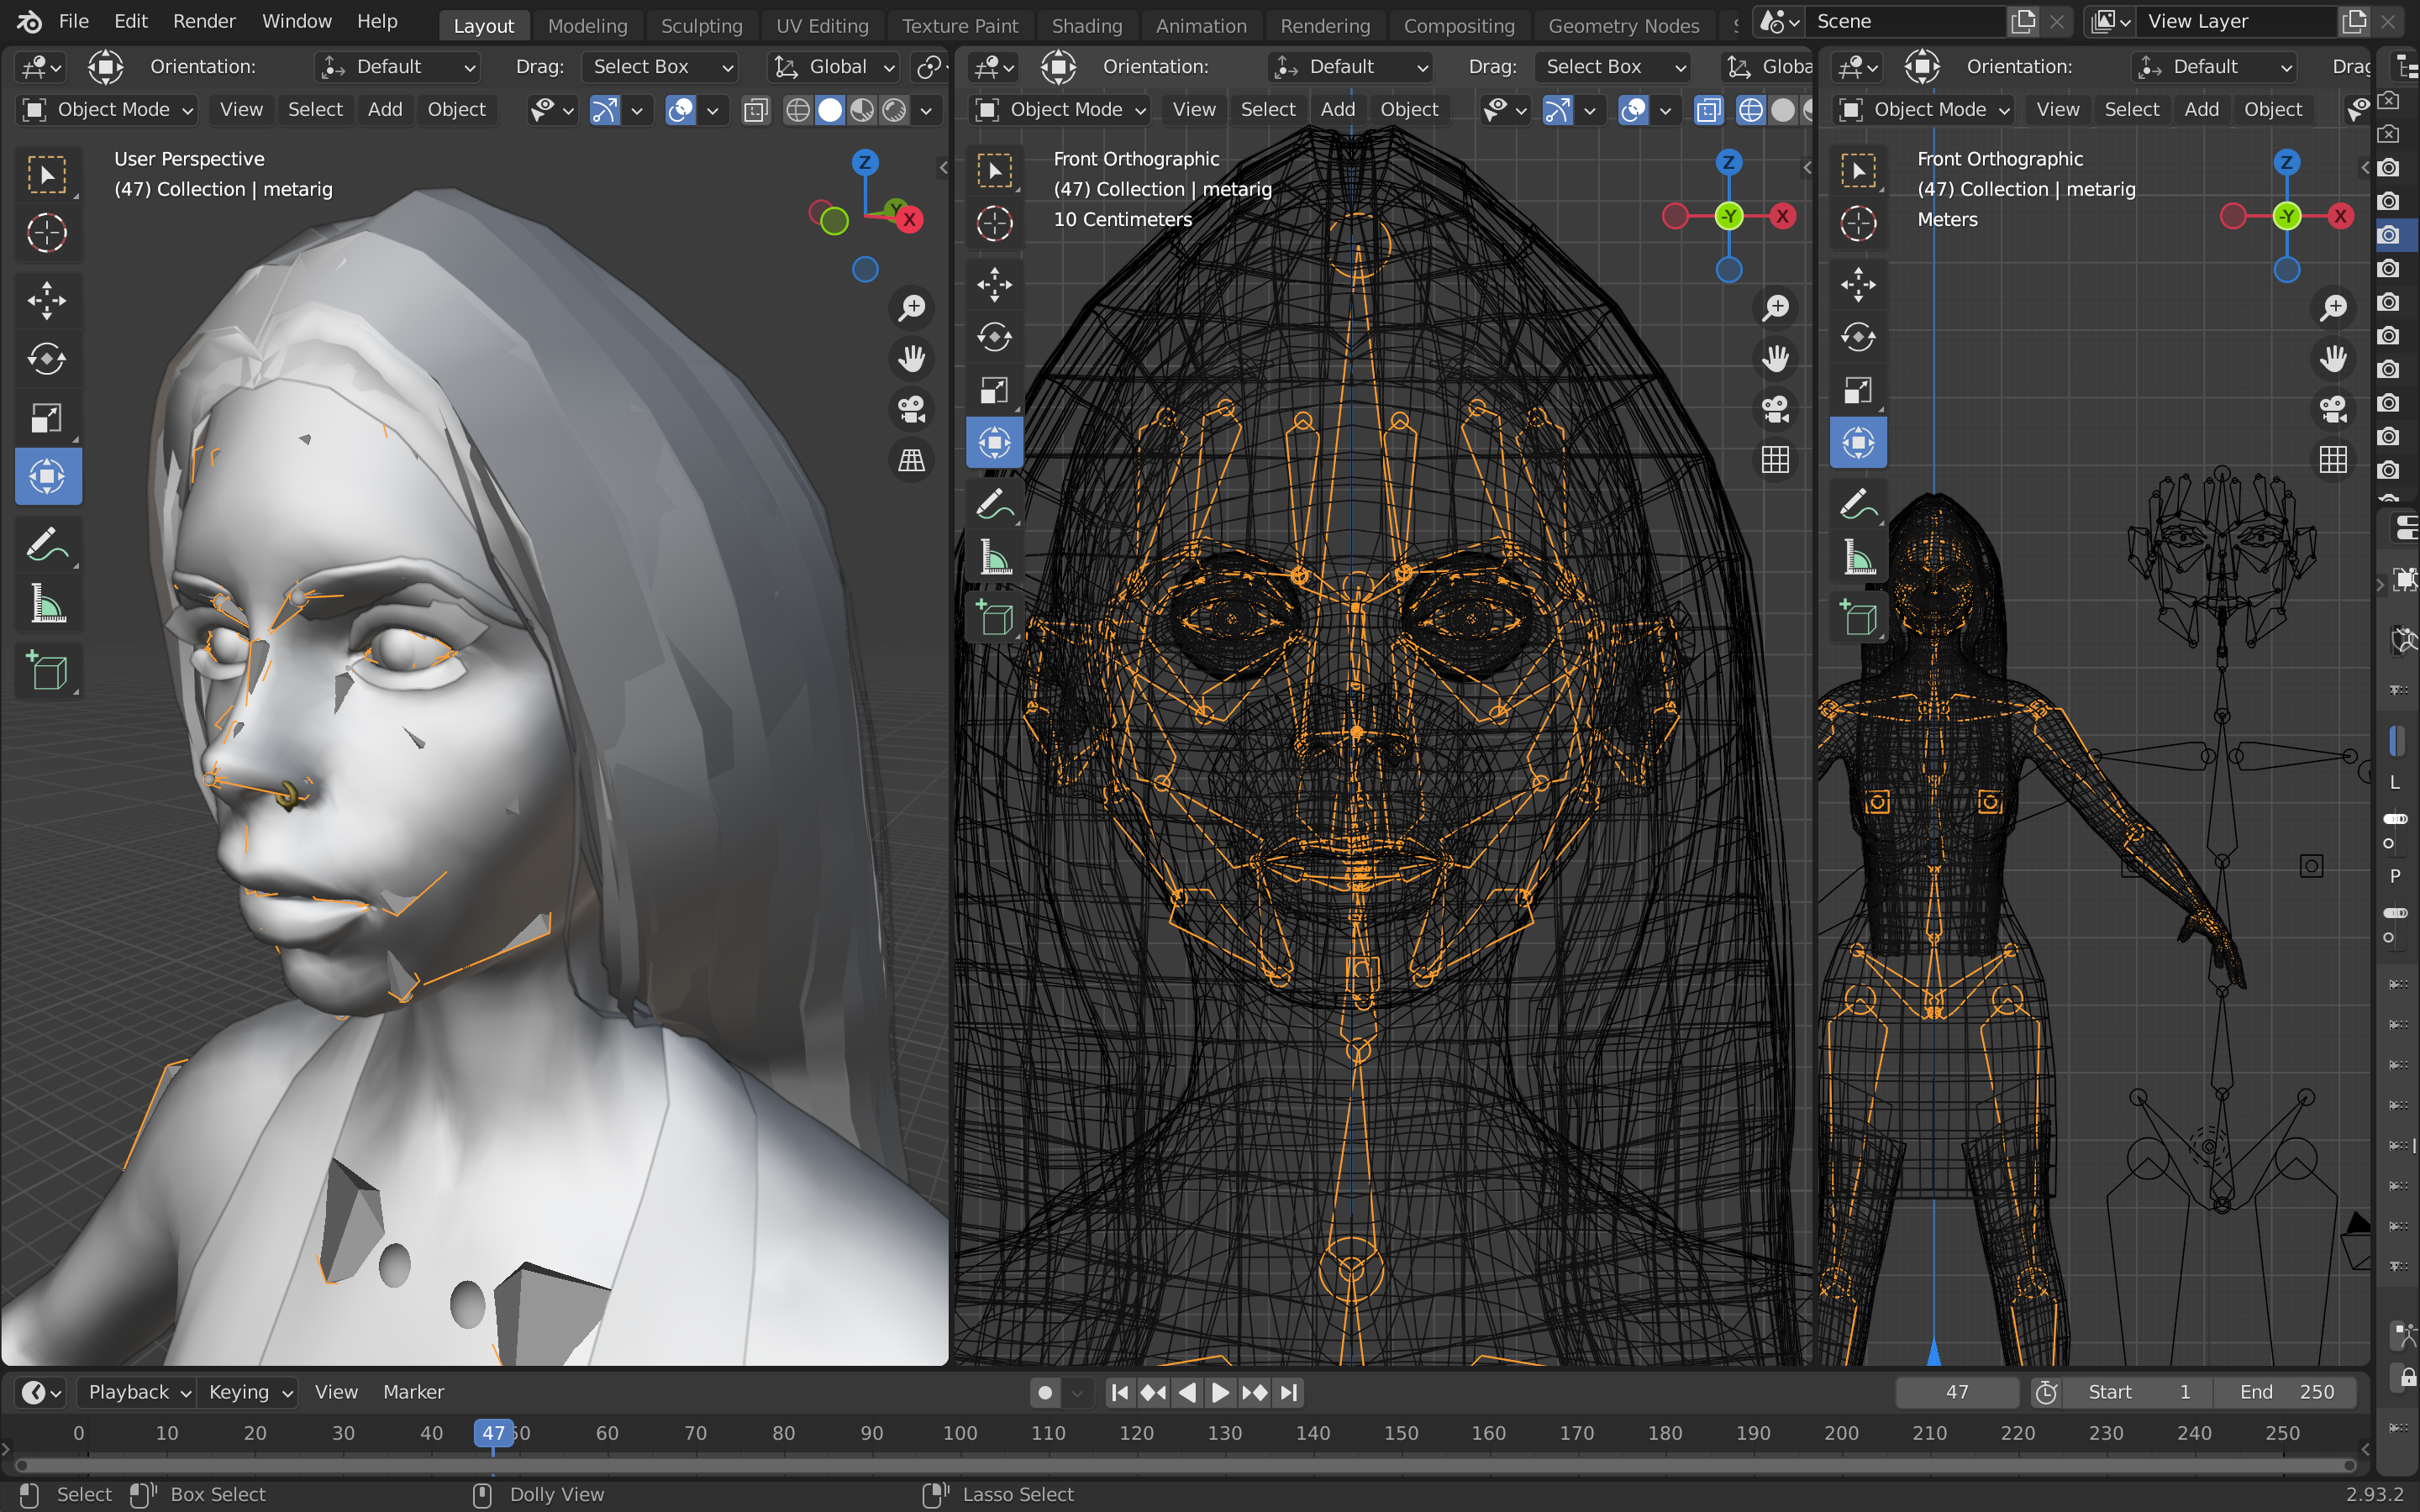 File Edit Render Window Help Layout Modeling Sculpting UV Editing Texture Paint Shading Animation Rendering Compositing Geometry Nodes Scene View Layer
Orientation: Default Drag: Select Box Global
Object Mode View Select Add Object
User Perspective
(47) Collection | metarig
Z
Y
X
Orientation: Default Drag: Select Box Globa
Object Mode View Select Add Object
Front Orthographic
(47) Collection | metarig
10 Centimeters
Z
-Y
X
Orientation: Default Drag
Object Mode View Select Add Object
Front Orthographic
(47) Collection | metarig
Meters
Z
-Y
X
L
P
Playback Keying View Marker 47 Start 1 End 250
0 10 20 30 40 47 60 70 80 90 100 110 120 130 140 150 160 170 180 190 200 210 220 230 240 250
Select Box Select Dolly View Lasso Select 2.93.2